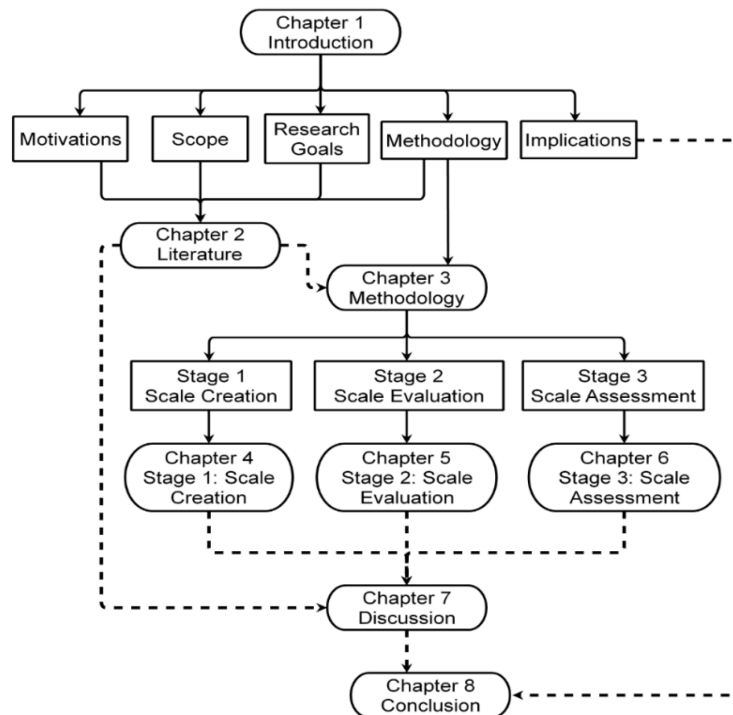 Chapter 1
Introduction
Motivations
Scope
Research
Goals
Methodology
Implications
Chapter 2
Literature
Chapter 3
Methodology
Stage 1
Scale Creation
Stage 2
Scale Evaluation
Stage 3
Scale Assessment
Chapter 4
Stage 1: Scale
Creation
Chapter 5
Stage 2: Scale
Evaluation
Chapter 6
Stage 3: Scale
Assessment
Chapter 7
Discussion
Chapter 8
Conclusion